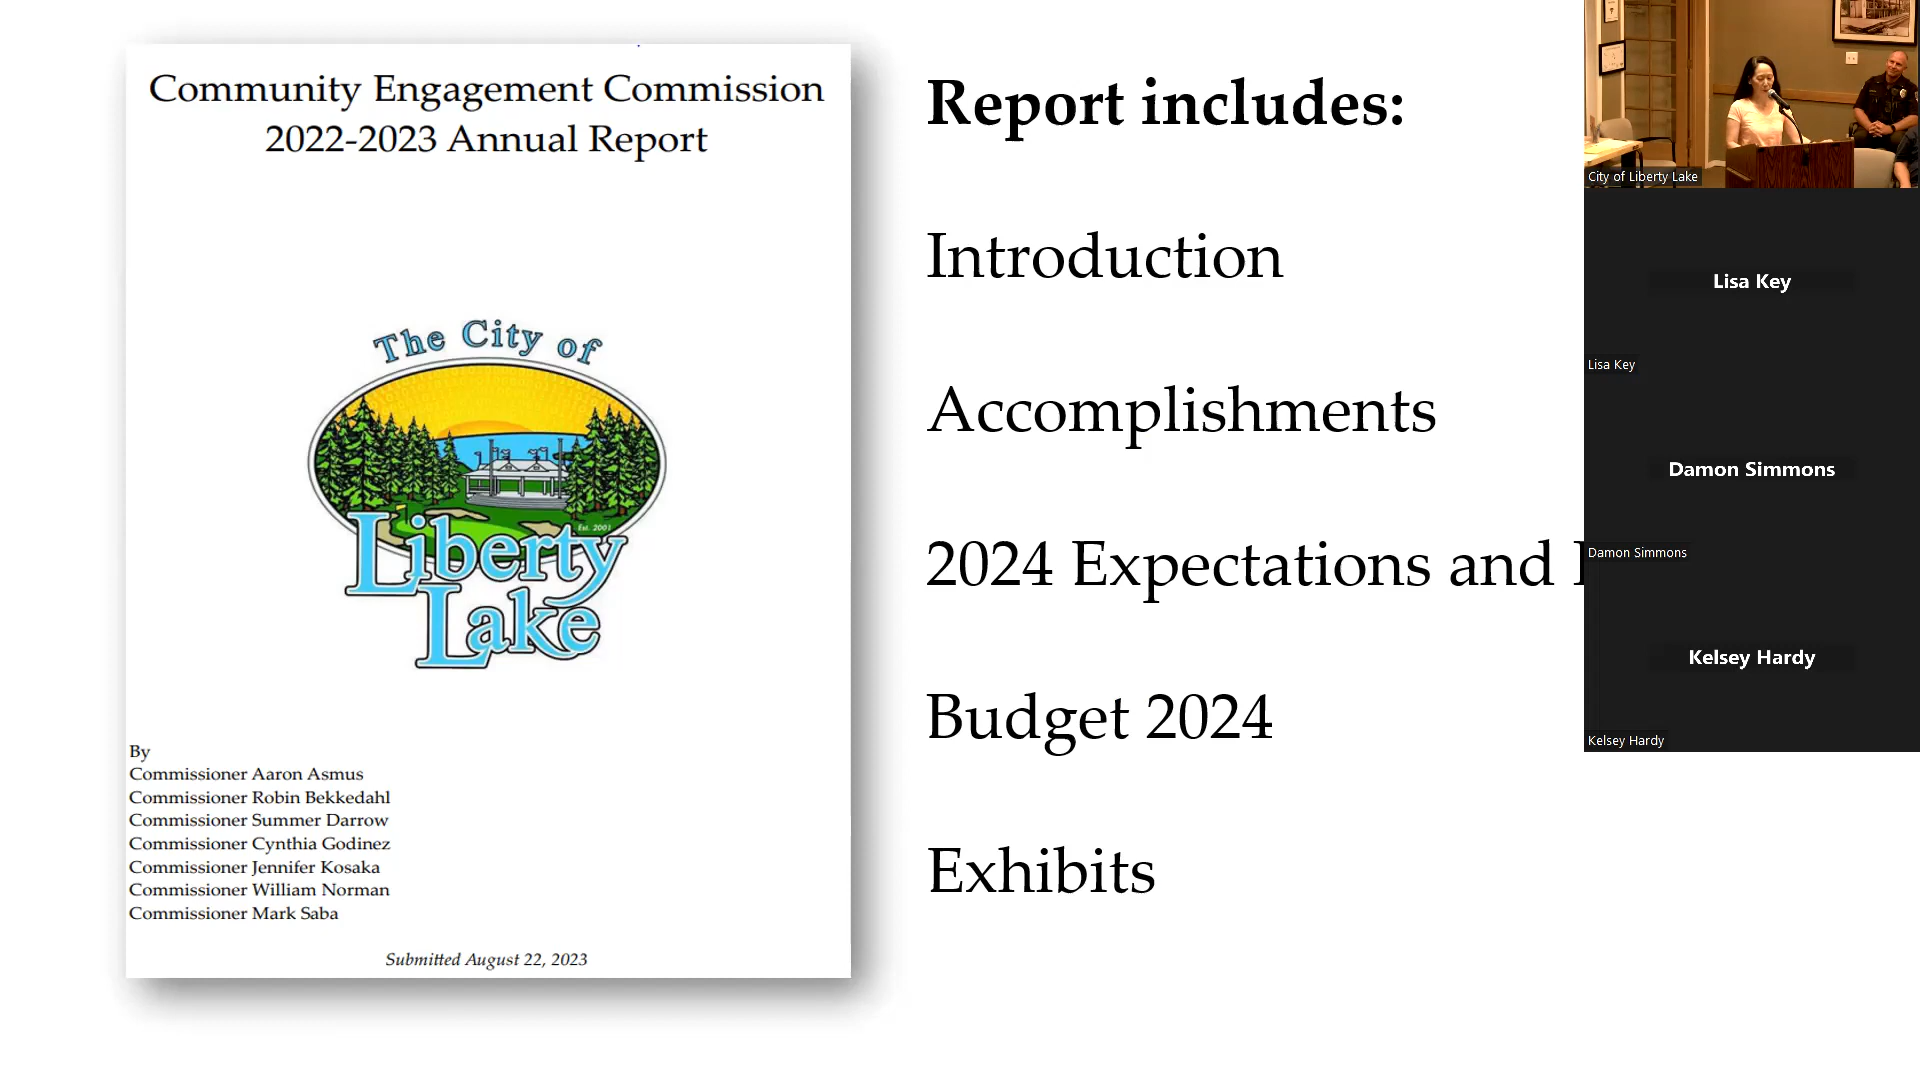 Community Engagement Commission
2022-2023 Annual Report
The City of
Est. 2001
Liberty
Lake
By
Commissioner Aaron Asmus
Commissioner Robin Bekkedahl
Commissioner Summer Darrow
Commissioner Cynthia Godinez
Commissioner Jennifer Kosaka
Commissioner William Norman
Commissioner Mark Saba
Submitted August 22, 2023
Report includes:
Introduction
Accomplishments
2024 Expectations and
Budget 2024
Exhibits
City of Liberty Lake
Lisa Key
Lisa Key
Damon Simmons
Damon Simmons
Kelsey Hardy
Kelsey Hardy